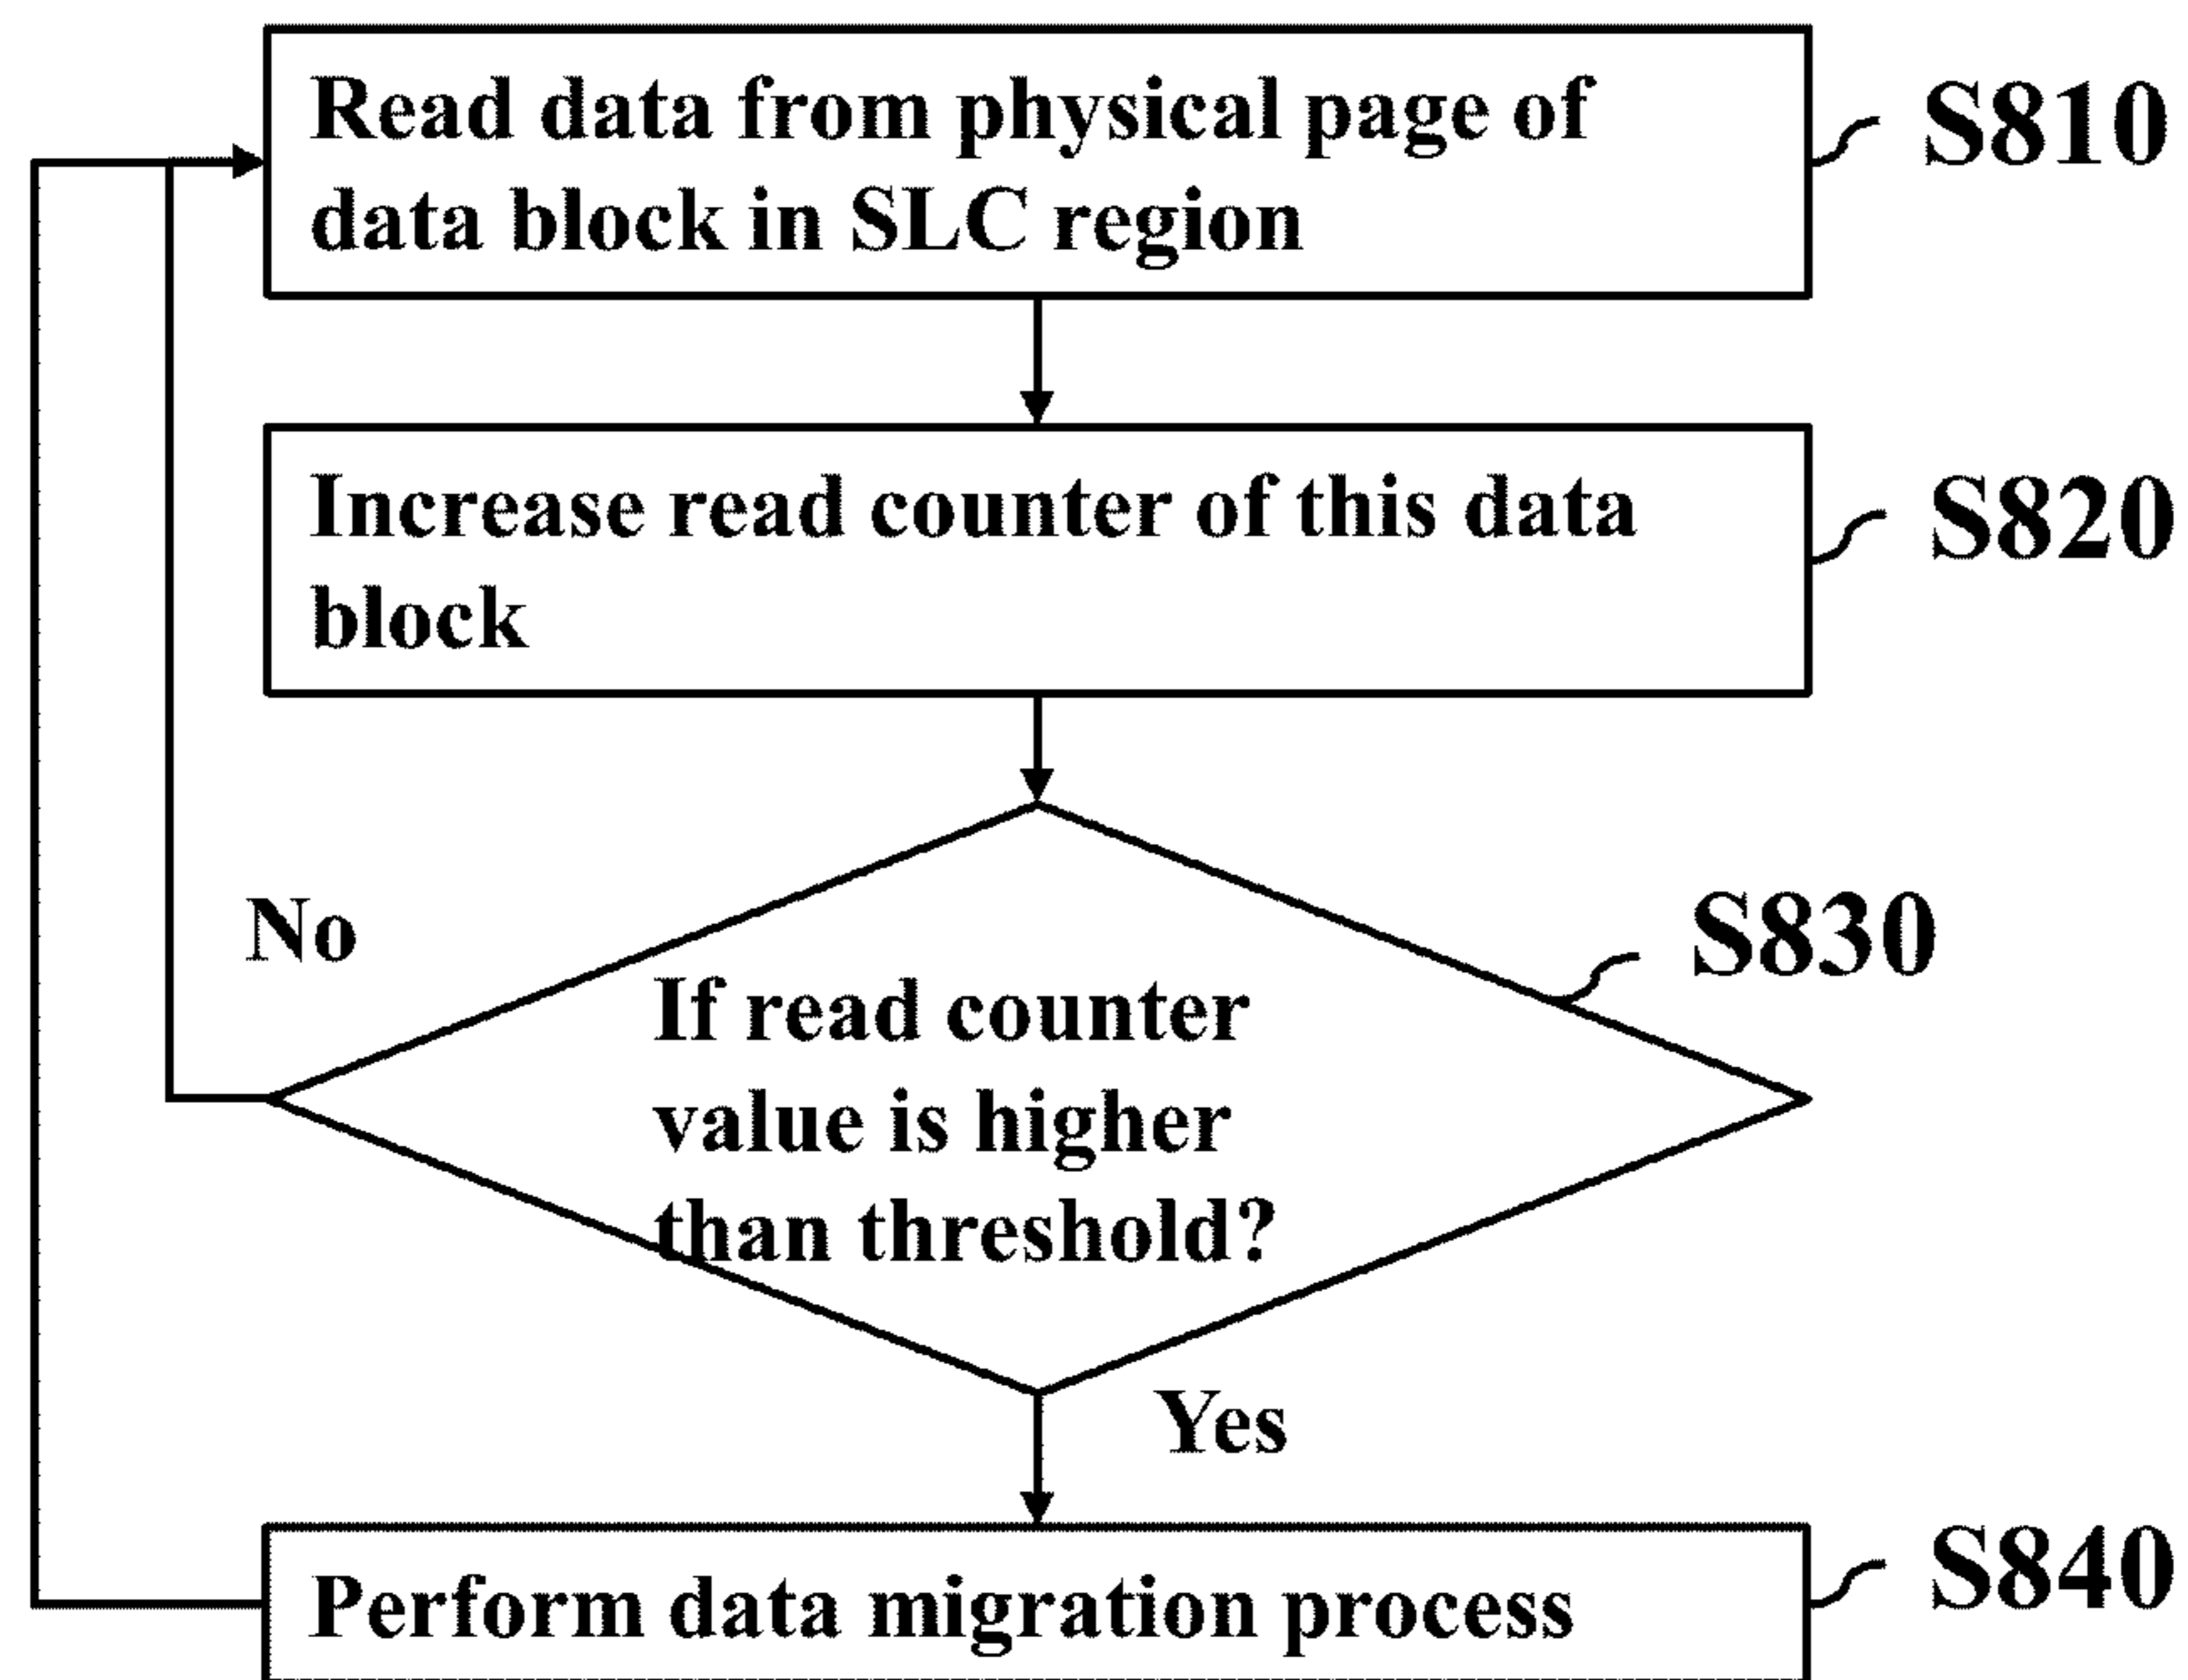 Read data from physical page of
data block in SLC region
S810
Increase read counter of this data
block
S820
No
S830
If read counter
value is higher
than threshold?
Yes
Perform data migration process
S840